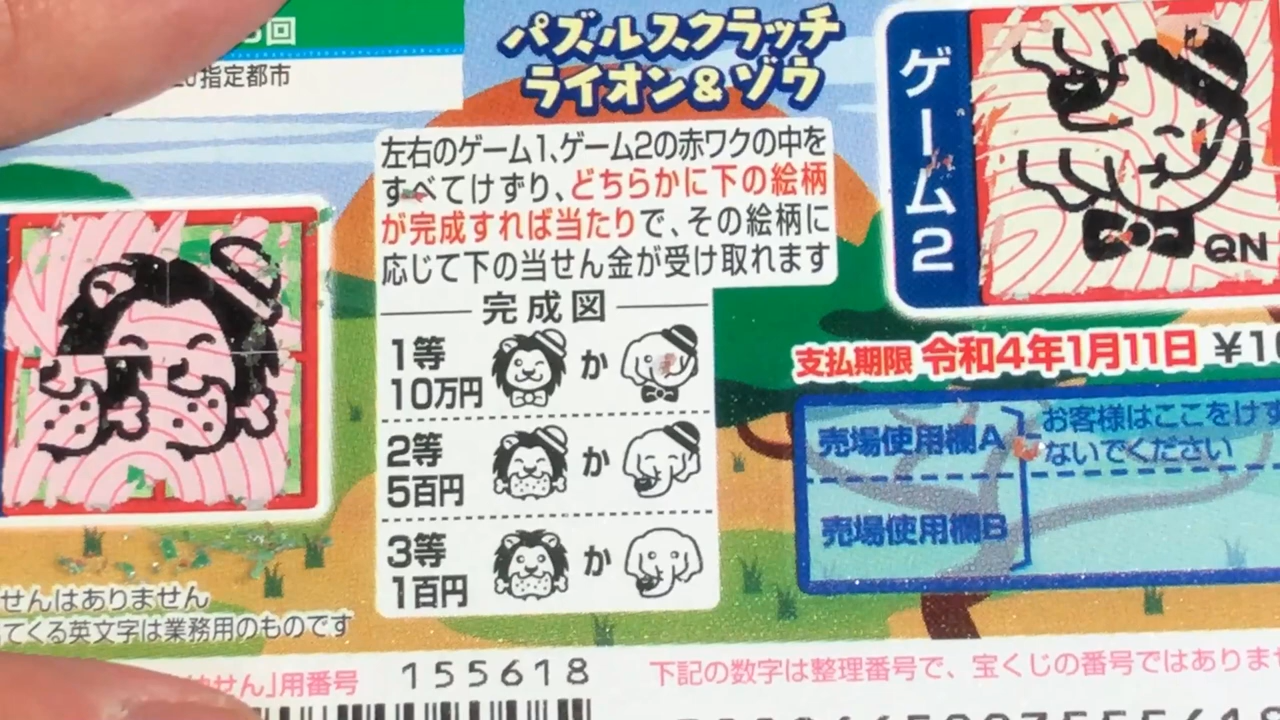 回
指定都市
パズルスクラッチ
ライオン&ゾウ
左右のゲーム1、ゲーム2の赤ワクの中を
すべてけずり、どちらかに下の絵柄
が完成すれば当たりで、その絵柄に
応じて下の当せん金が受け取れます
完成図
1等 か
10万円
2等 か
5百円
3等 か
1百円
ゲーム2
QN
支払期限 令和4年1月11日 ¥10
売場使用欄A
お客様はここをけず
ないでください
売場使用欄B
せんはありません
てくる英文字は業務用のものです
せん」用番号 155618
下記の数字は整理番号で、宝くじの番号ではありませ